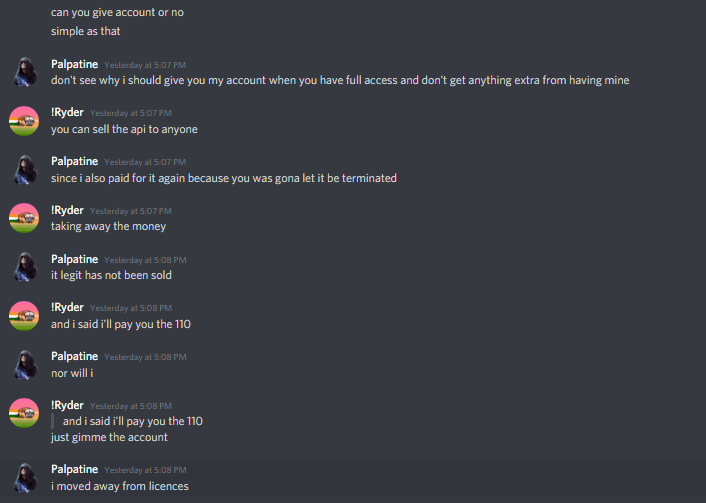 can you give account or no
simple as that
Palpatine Yesterday at 5:07 PM
don't see why i should give you my account when you have full access and don't get anything extra from having mine
!Ryder Yesterday at 5:07 PM
you can sell the api to anyone
Palpatine Yesterday at 5:07 PM
since i also paid for it again because you was gona let it be terminated
!Ryder Yesterday at 5:07 PM
taking away the money
Palpatine Yesterday at 5:08 PM
it legit has not been sold
!Ryder Yesterday at 5:08 PM
and i said i'll pay you the 110
Palpatine Yesterday at 5:08 PM
nor will i
!Ryder Yesterday at 5:08 PM
and i said i'll pay you the 110
just gimme the account
Palpatine Yesterday at 5:08 PM
i moved away from licences